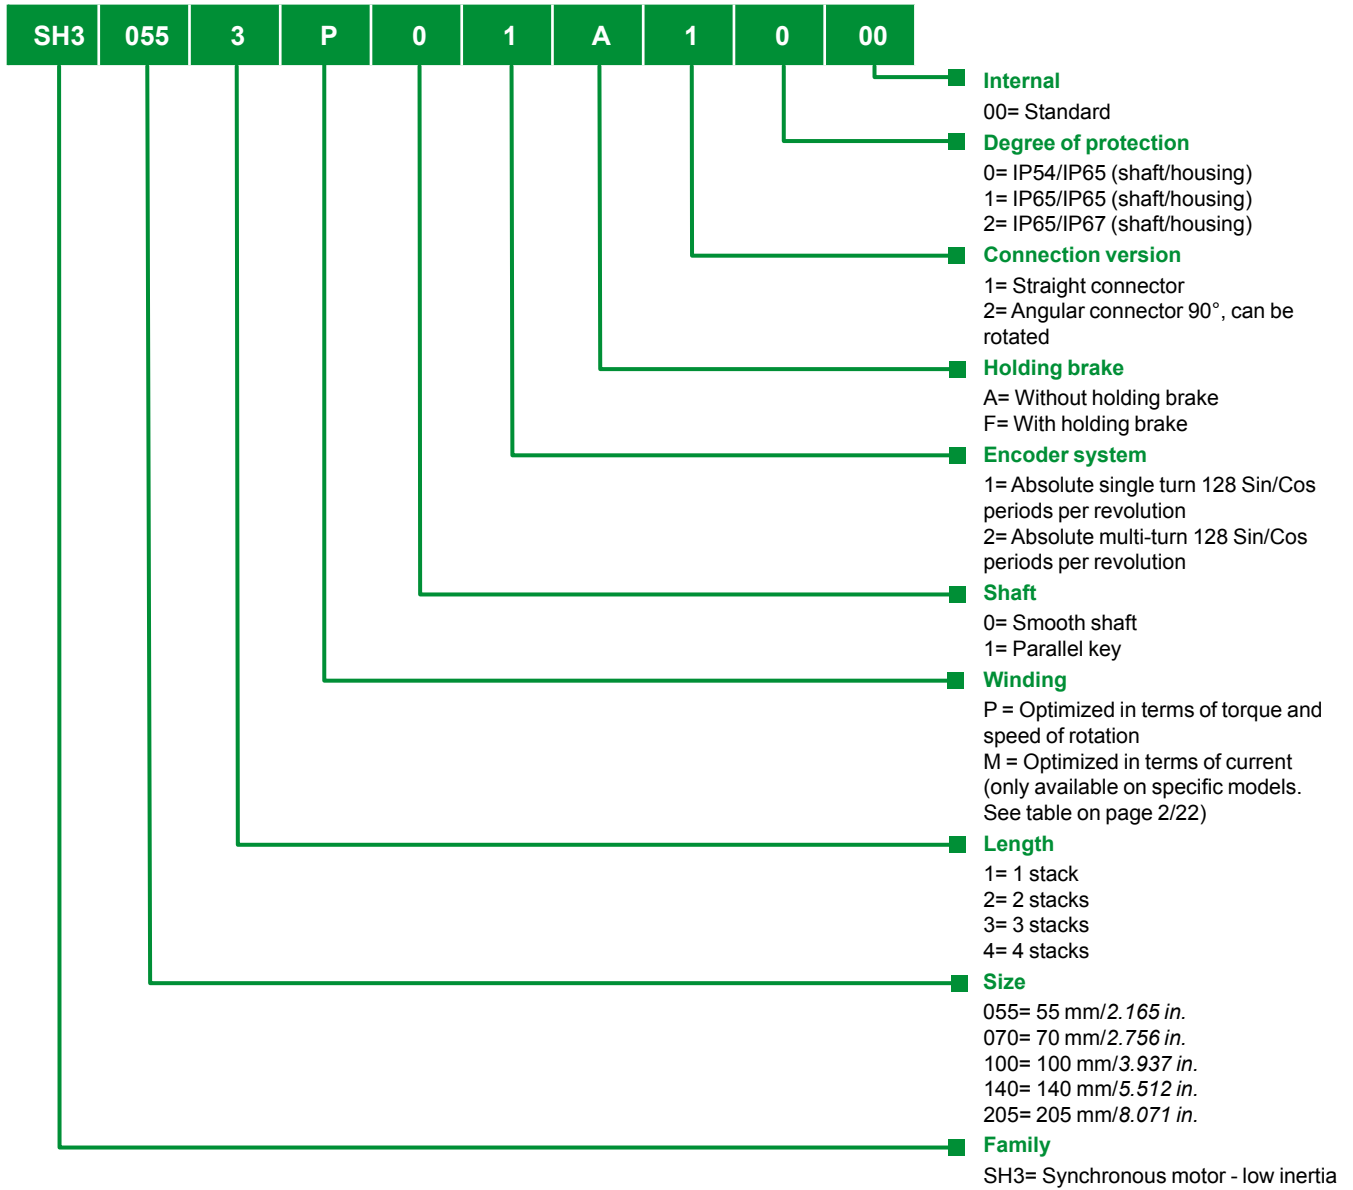 SH3 055 3 P 0 1 A 1 0 00
Internal
00= Standard
Degree of protection
0= IP54/IP65 (shaft/housing)
1= IP65/IP65 (shaft/housing)
2= IP65/IP67 (shaft/housing)
Connection version
1= Straight connector
2= Angular connector 90°, can be
rotated
Holding brake
A= Without holding brake
F= With holding brake
Encoder system
1= Absolute single turn 128 Sin/Cos
periods per revolution
2= Absolute multi-turn 128 Sin/Cos
periods per revolution
Shaft
0= Smooth shaft
1= Parallel key
Winding
P = Optimized in terms of torque and
speed of rotation
M = Optimized in terms of current
(only available on specific models.
See table on page 2/22)
Length
1= 1 stack
2= 2 stacks
3= 3 stacks
4= 4 stacks
Size
055= 55 mm/2.165 in.
070= 70 mm/2.756 in.
100= 100 mm/3.937 in.
140= 140 mm/5.512 in.
205= 205 mm/8.071 in.
Family
SH3= Synchronous motor - low inertia